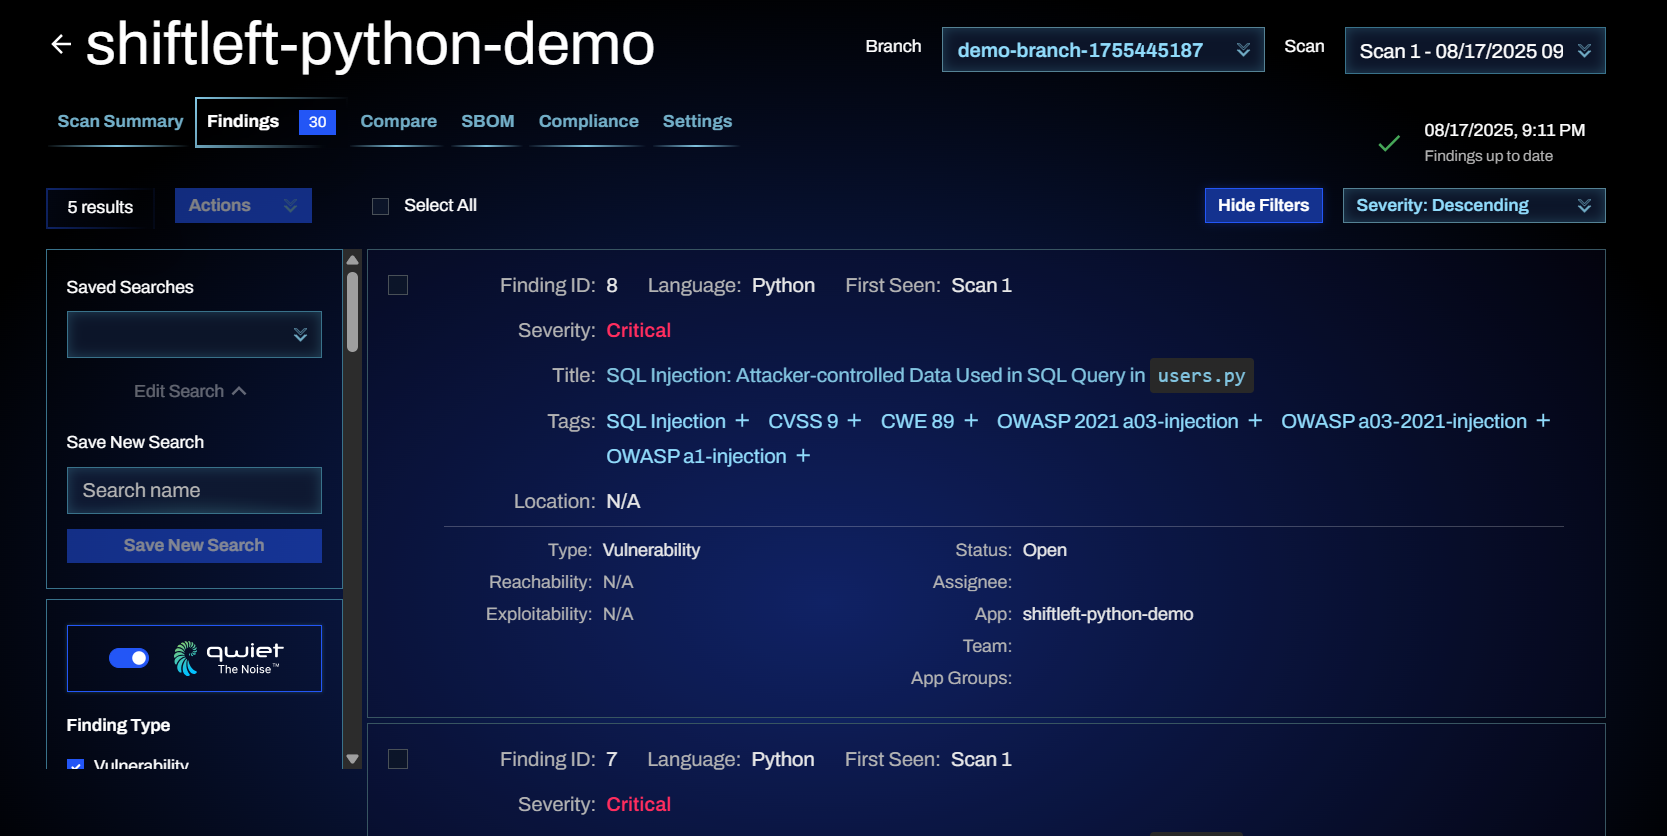 shiftleft-python-demo
Branch demo-branch-1755445187 Scan Scan 1 - 08/17/2025 09
Scan Summary Findings 30 Compare SBOM Compliance Settings
08/17/2025, 9:11 PM
Findings up to date
5 results Actions Select All Hide Filters Severity: Descending
Saved Searches
Edit Search
Save New Search
Search name
Save New Search
qwiet
The Noise™
Finding Type
Vulnerability
Finding ID: 8 Language: Python First Seen: Scan 1
Severity: Critical
Title: SQL Injection: Attacker-controlled Data Used in SQL Query in users.py
Tags: SQL Injection + CVSS 9 + CWE 89 + OWASP 2021 a03-injection + OWASP a03-2021-injection +
OWASP a1-injection +
Location: N/A
Type: Vulnerability Status: Open
Reachability: N/A Assignee:
Exploitability: N/A App: shiftleft-python-demo
Team:
App Groups:
Finding ID: 7 Language: Python First Seen: Scan 1
Severity: Critical